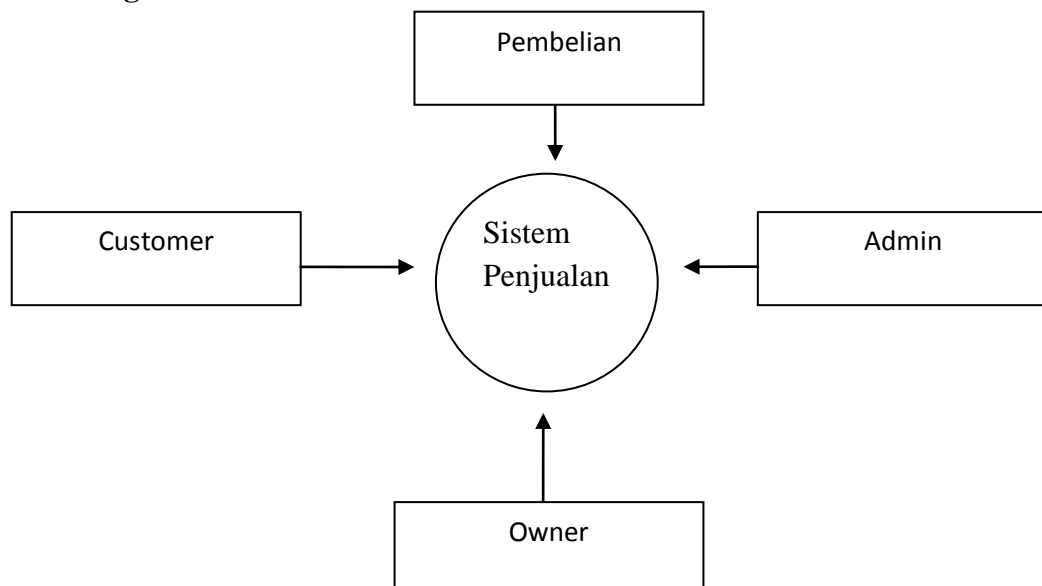 Pembelian
Customer
Sistem
Penjualan
Admin
Owner